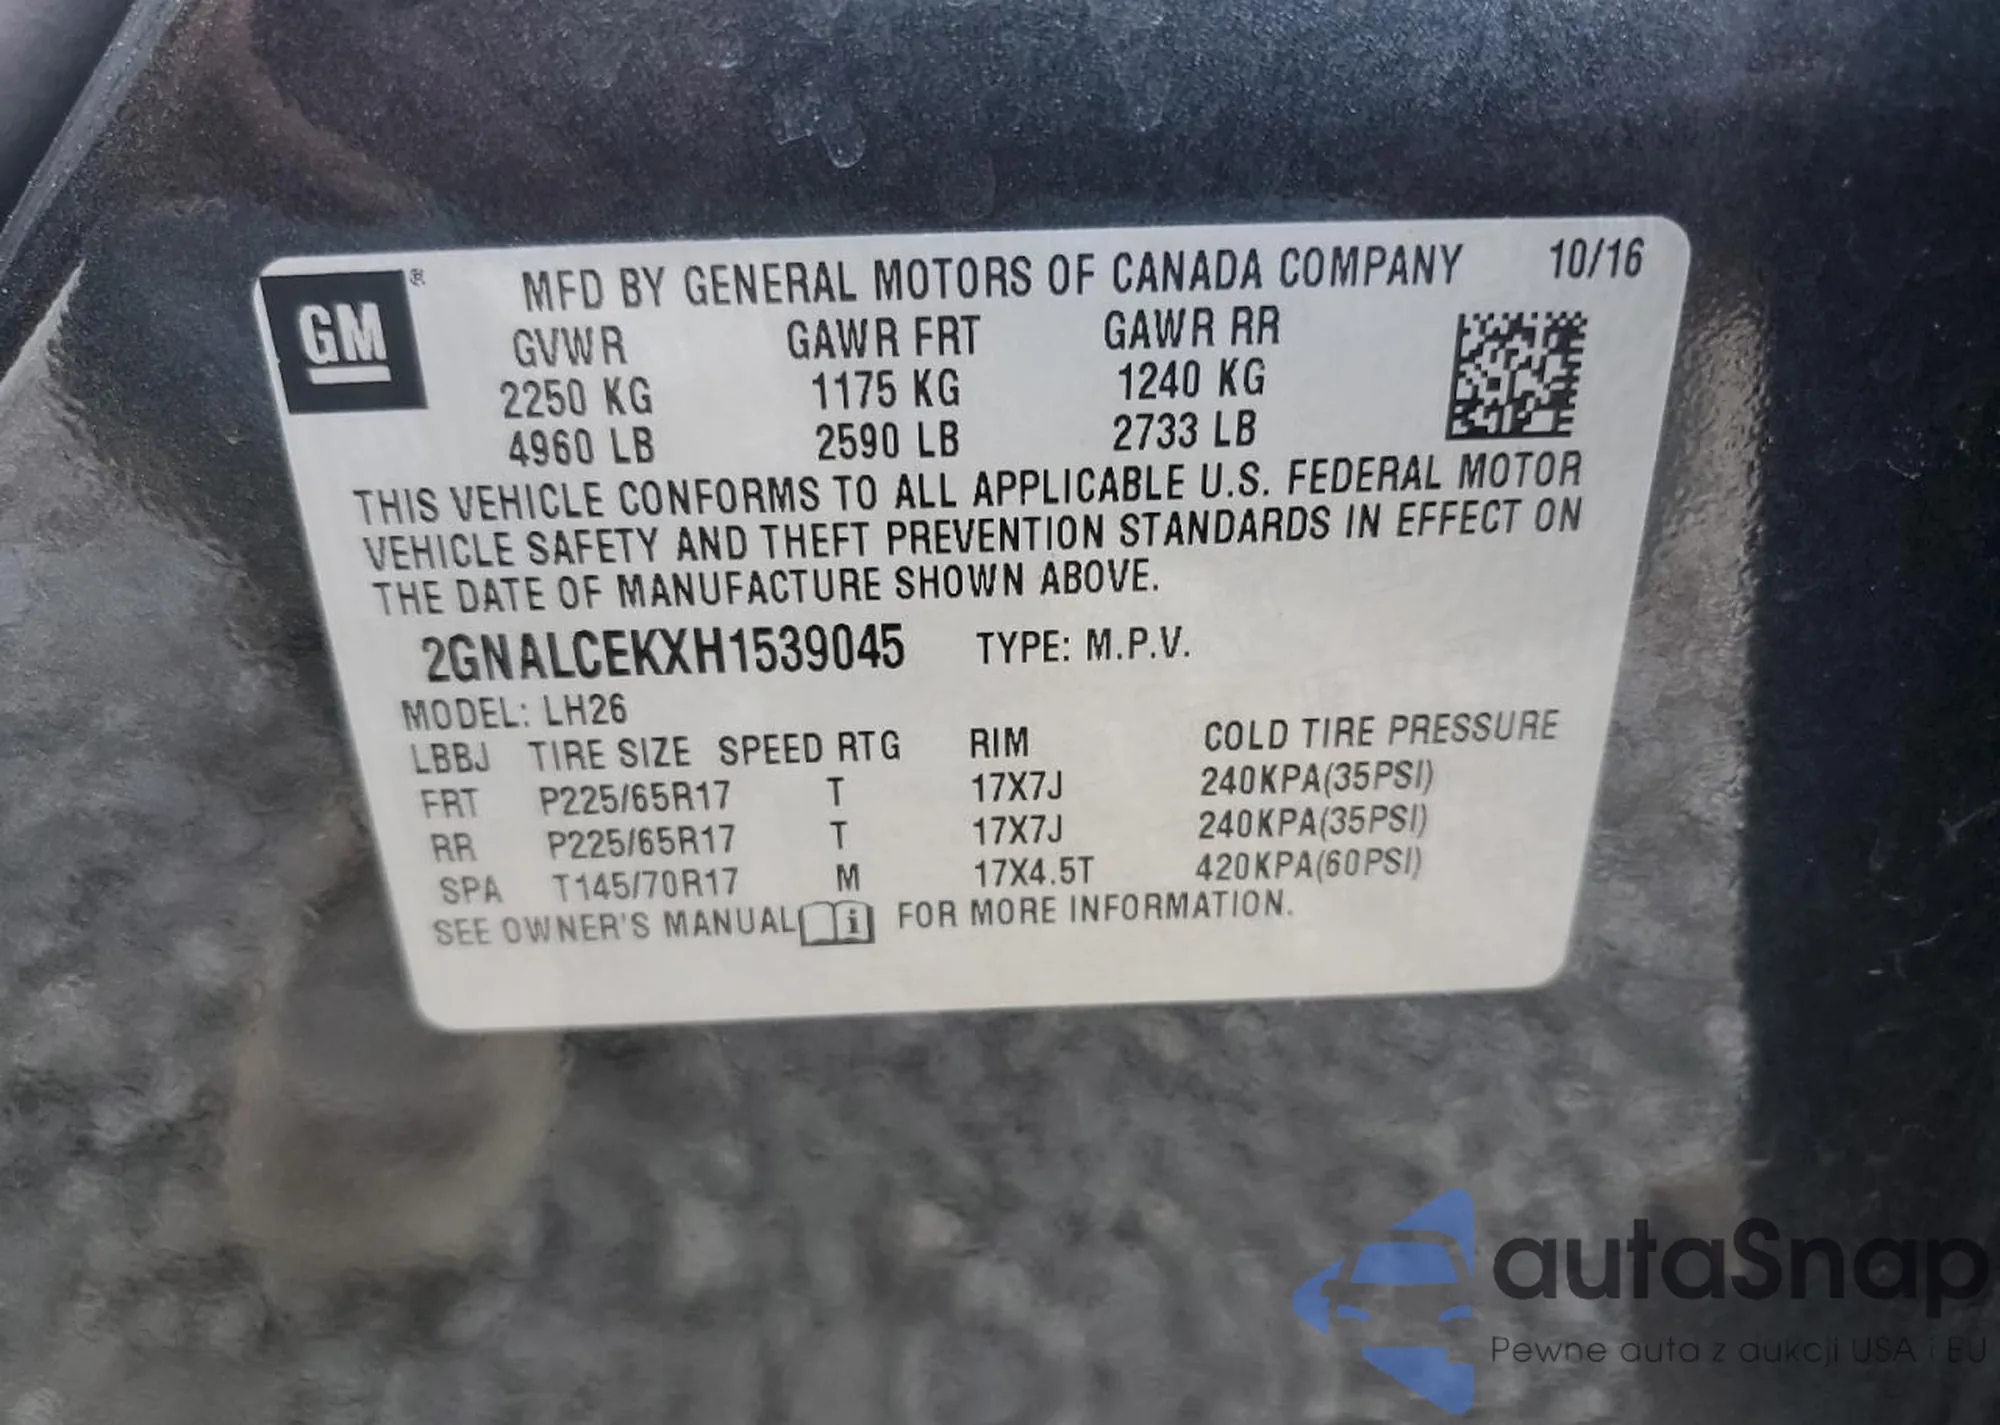 GM ® MFD BY GENERAL MOTORS OF CANADA COMPANY 10/16
GVWR GAWR FRT GAWR RR
2250 KG 1175 KG 1240 KG
4960 LB 2590 LB 2733 LB
THIS VEHICLE CONFORMS TO ALL APPLICABLE U.S. FEDERAL MOTOR
VEHICLE SAFETY AND THEFT PREVENTION STANDARDS IN EFFECT ON
THE DATE OF MANUFACTURE SHOWN ABOVE.
2GNALCEKXH1539045 TYPE: M.P.V.
MODEL: LH26
LBBJ TIRE SIZE SPEED RTG RIM COLD TIRE PRESSURE
FRT P225/65R17 T 17X7J 240KPA(35PSI)
RR P225/65R17 T 17X7J 240KPA(35PSI)
SPA T145/70R17 M 17X4.5T 420KPA(60PSI)
SEE OWNER'S MANUAL i FOR MORE INFORMATION.
autaSnap
Pewne auta z aukcji USA i EU